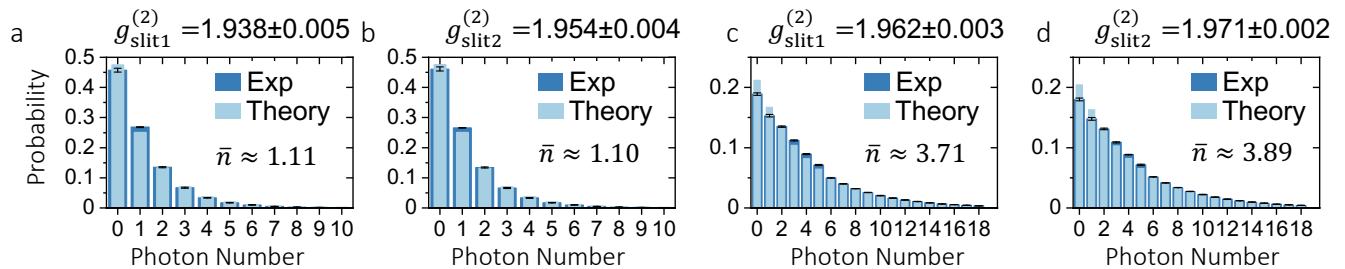 a g^(2)_slit1 =1.938±0.005
0.5
0.4
0.3
0.2
0.1
0
Probability
Exp
Theory
n̄ ≈ 1.11
0 1 2 3 4 5 6 7 8 9 10
Photon Number
b g^(2)_slit2 =1.954±0.004
0.5
0.4
0.3
0.2
0.1
0
Exp
Theory
n̄ ≈ 1.10
0 1 2 3 4 5 6 7 8 9 10
Photon Number
c g^(2)_slit1 =1.962±0.003
0.2
0.1
0
Exp
Theory
n̄ ≈ 3.71
0 2 4 6 8 10 12 14 16 18
Photon Number
d g^(2)_slit2 =1.971±0.002
0.2
0.1
0
Exp
Theory
n̄ ≈ 3.89
0 2 4 6 8 10 12 14 16 18
Photon Number